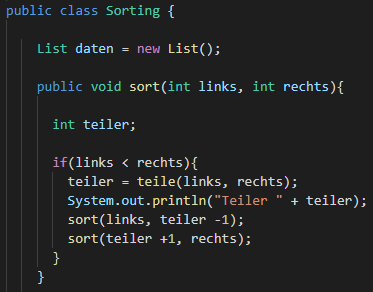 public class Sorting {
List daten = new List();
public void sort(int links, int rechts){
int teiler;
if(links < rechts){
teiler = teile(links, rechts);
System.out.println("Teiler " + teiler);
sort(links, teiler -1);
sort(teiler +1, rechts);
}
}